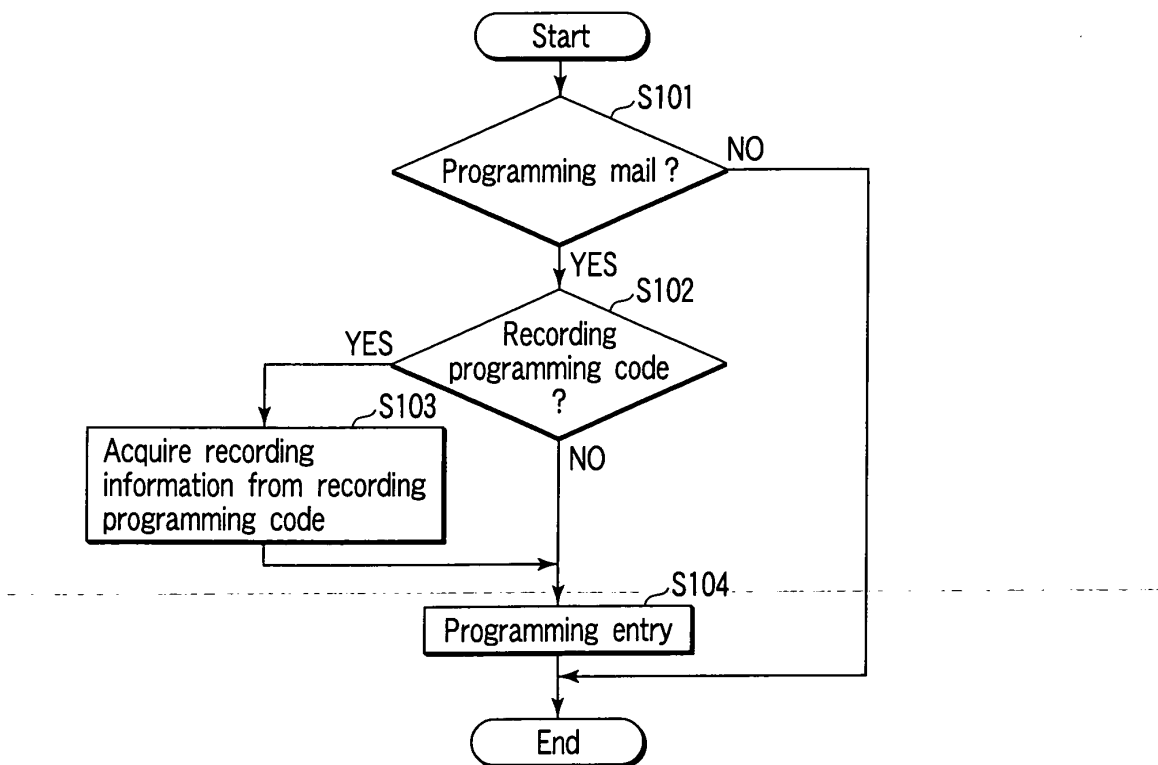 Start
S101
Programming mail ?
NO
YES
S102
Recording
programming code
?
YES
S103
NO
Acquire recording
information from recording
programming code
S104
Programming entry
End